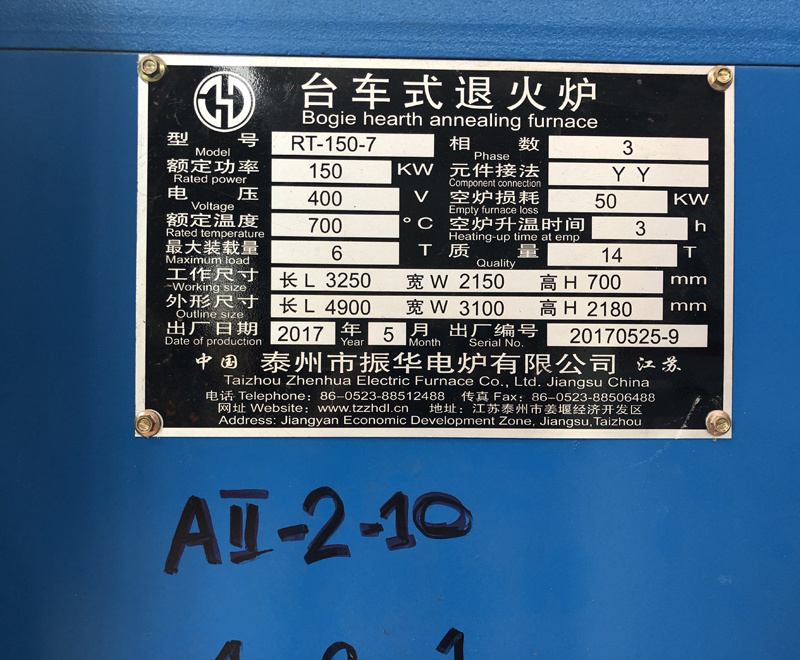 台车式退火炉
Bogie hearth annealing furnace
型 号 RT-150-7 相 数 3
Model Phase
额定功率 150 KW 元件接法 Y Y
Rated power Component connection
电 压 400 V 空炉损耗 50 KW
Voltage Empty furnace loss
额定温度 700 °C 空炉升温时间 3 h
Rated temperature Heating-up time at emp
最大装载量 6 T 质 量 14 T
Maximum load Quality
工作尺寸 长 L 3250 宽 W 2150 高 H 700 mm
Working size
外形尺寸 长 L 4900 宽 W 3100 高 H 2180 mm
Outline size
出厂日期 2017 年 5 月 出厂编号 20170525-9
Date of production Year Month Serial No.
中国 泰州市振华电炉有限公司 江苏
Taizhou Zhenhua Electric Furnace Co., Ltd. Jiangsu China
电话 Telephone: 86-0523-88512488 传真 Fax: 86-0523-88506488
网址 Website: www.tzzhdl.cn 地址: 江苏泰州市姜堰经济开发区
Address: Jiangyan Economic Development Zone, Jiangsu,Taizhou
AII-2-10